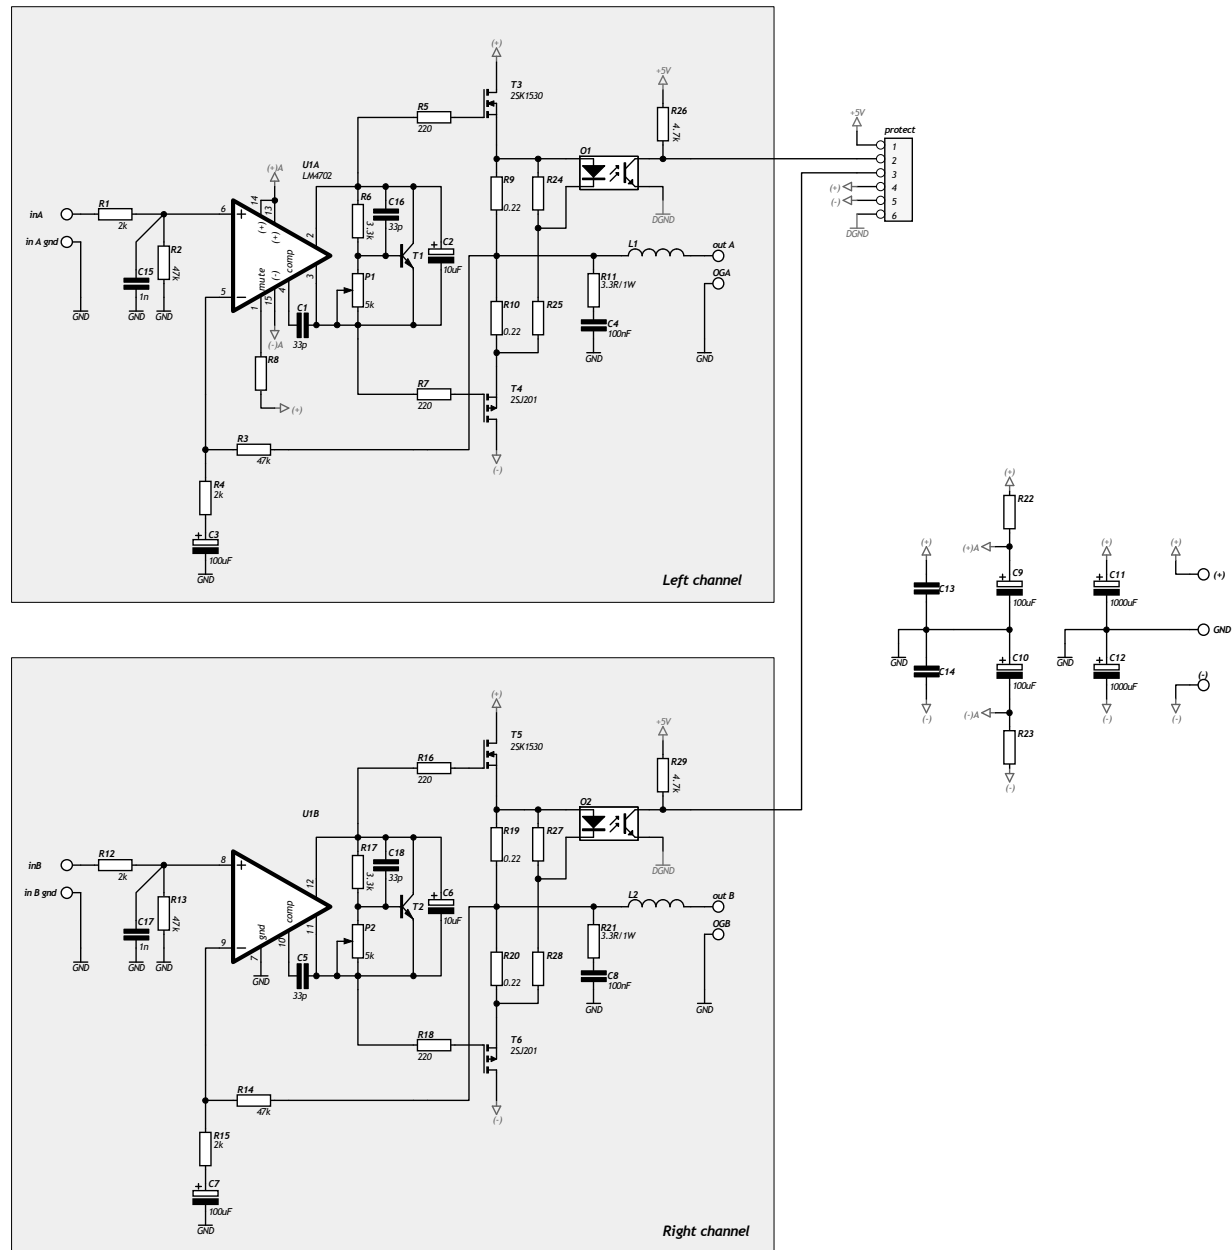 (+)
T3
2SK1530
+5V
R5
220
R26
4.7k
+5V
protect
1
2
3
4
5
6
(+)
(-)
DGND
O1
U1A
LM4702
(+)A
14
13
(+)
(+)
2
R6
3.3k
C16
33p
R9
0.22
R24
DGND
inA
R1
2k
6
+
in A gnd
R2
47k
C15
1n
GND
GND
GND
comp
mute
(-)
3
4
15
1
5
−
T1
C2
10uF
+
P1
5k
C1
33p
(-)A
L1
out A
OGA
R11
3.3R/1W
R10
0.22
R25
C4
100nF
GND
GND
R8
(+)
R7
220
T4
2SJ201
(-)
R3
47k
R4
2k
+
C3
100uF
GND
Left channel
(+)
R22
(+)A
(+)
(+)
(+)
C13
+
C9
100uF
+
C11
1000uF
(+)
GND
GND
GND
C14
+
C10
100uF
+
C12
1000uF
(-)
(-)
(-)
(-)
(-)A
R23
(-)
(+)
T5
2SK1530
+5V
R16
220
R29
4.7k
O2
U1B
12
R17
3.3k
C18
33p
R19
0.22
R27
DGND
inB
R12
2k
8
+
in B gnd
R13
47k
C17
1n
GND
GND
GND
comp
gnd
11
10
7
9
−
GND
T2
C6
10uF
+
P2
5k
C5
33p
L2
out B
OGB
R21
3.3R/1W
R20
0.22
R28
C8
100nF
GND
GND
R18
220
T6
2SJ201
(-)
R14
47k
R15
2k
+
C7
100uF
GND
Right channel